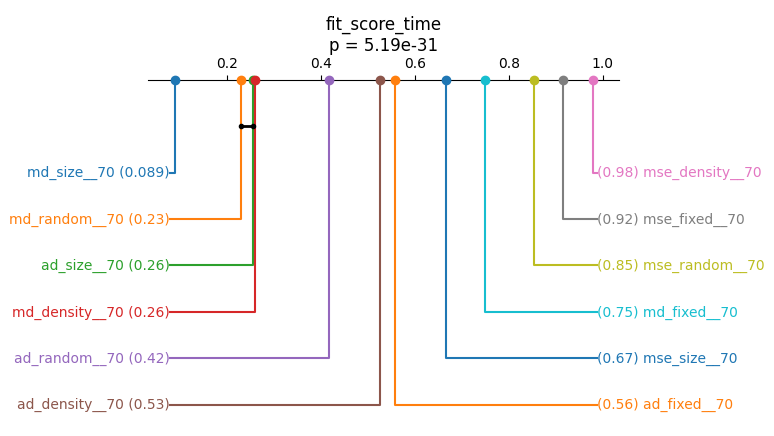 fit_score_time
p = 5.19e-31
0.2 0.4 0.6 0.8 1.0
md_size__70 (0.089)
(0.98) mse_density__70
md_random__70 (0.23)
(0.92) mse_fixed__70
ad_size__70 (0.26)
(0.85) mse_random__70
md_density__70 (0.26)
(0.75) md_fixed__70
ad_random__70 (0.42)
(0.67) mse_size__70
ad_density__70 (0.53)
(0.56) ad_fixed__70